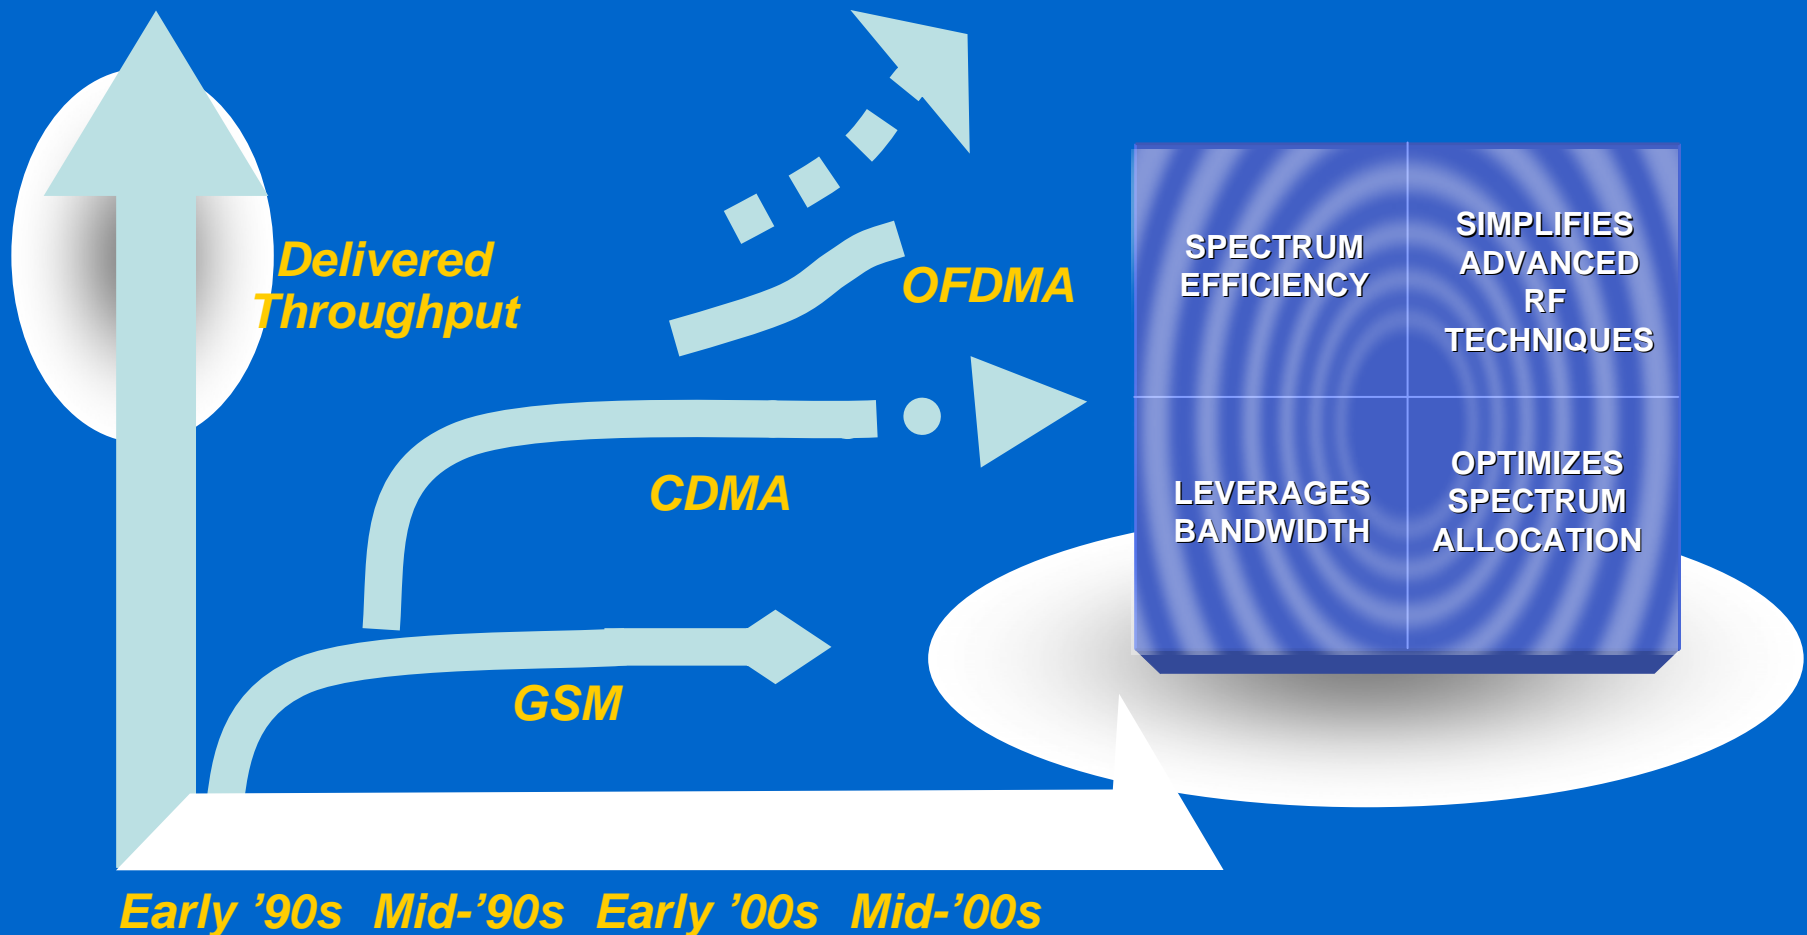 Delivered
Throughput
OFDMA
CDMA
GSM
Early ’90s Mid-’90s Early ’00s Mid-’00s
SPECTRUM
EFFICIENCY
SIMPLIFIES
ADVANCED
RF
TECHNIQUES
LEVERAGES
BANDWIDTH
OPTIMIZES
SPECTRUM
ALLOCATION